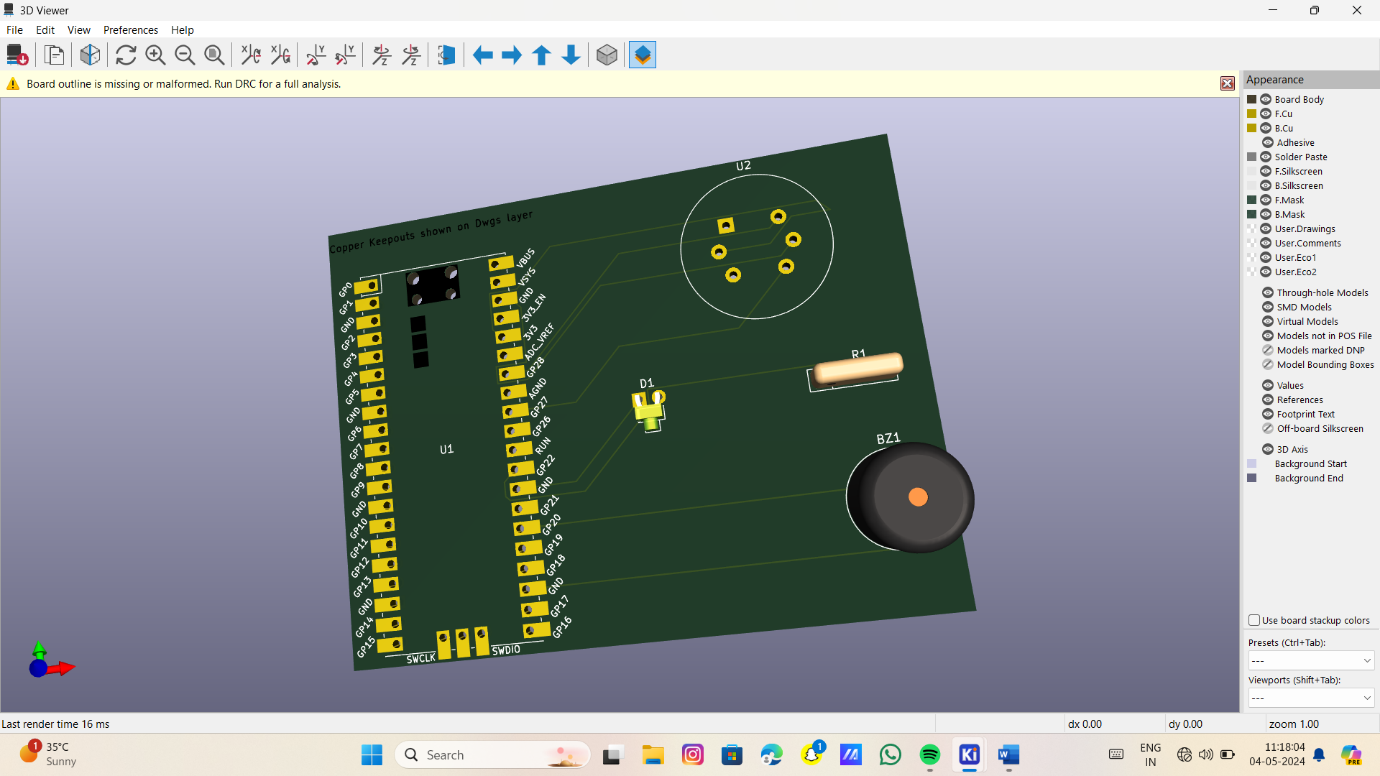 3D Viewer
File Edit View Preferences Help
Board outline is missing or malformed. Run DRC for a full analysis.
Copper Keepouts shown on Dwgs layer
U2
GP0
GP1
GND
GP2
GP3
GP4
GP5
GND
GP6
GP7
GP8
GP9
GND
GP10
GP11
GP12
GP13
GND
GP14
GP15
U1
VBUS
VSYS
GND
3V3_EN
3V3
ADC_VREF
GP28
AGND
GP27
GP26
RUN
GP22
GND
GP21
GP20
GP19
GP18
GND
GP17
GP16
SWCLK SWDIO
D1
R1
BZ1
Appearance
Board Body
F.Cu
B.Cu
Adhesive
Solder Paste
F.Silkscreen
B.Silkscreen
F.Mask
B.Mask
User.Drawings
User.Comments
User.Eco1
User.Eco2
Through-hole Models
SMD Models
Virtual Models
Models not in POS File
Models marked DNP
Model Bounding Boxes
Values
References
Footprint Text
Off-board Silkscreen
3D Axis
Background Start
Background End
Use board stackup colors
Presets (Ctrl+Tab):
---
Viewports (Shift+Tab):
---
Last render time 16 ms dx 0.00 dy 0.00 zoom 1.00
1
35°C
Sunny
Search
1
Ki
W
PRE
ENG
IN
11:18:04
04-05-2024